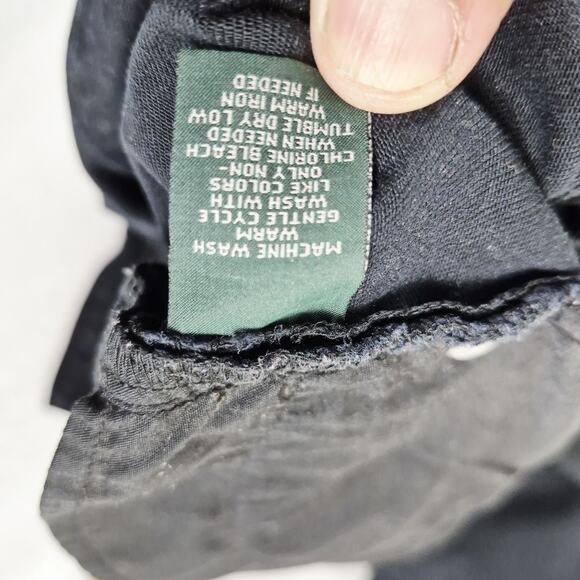 MACHINE WASH
WARM
GENTLE CYCLE
WASH WITH
LIKE COLORS
ONLY NON-
CHLORINE BLEACH
WHEN NEEDED
TUMBLE DRY LOW
WARM IRON
IF NEEDED